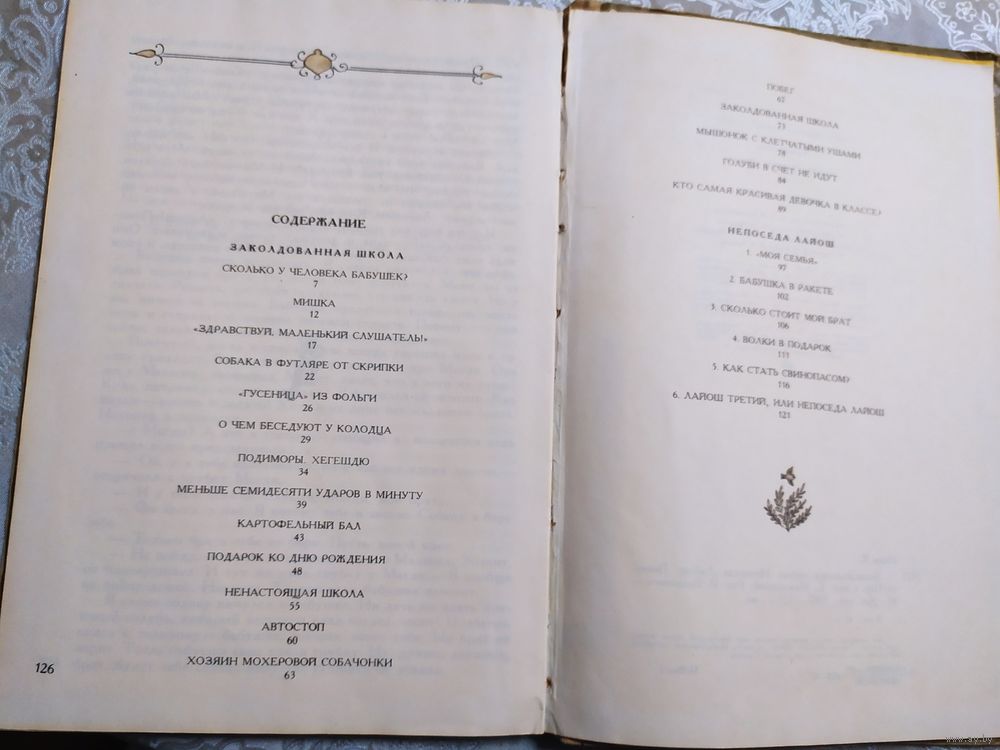 СОДЕРЖАНИЕ
ЗАКОЛДОВАННАЯ ШКОЛА
СКОЛЬКО У ЧЕЛОВЕКА БАБУШЕК?
7
МИШКА
12
«ЗДРАВСТВУЙ, МАЛЕНЬКИЙ СЛУШАТЕЛЬ!»
17
СОБАКА В ФУТЛЯРЕ ОТ СКРИПКИ
22
«ГУСЕНИЦА» ИЗ ФОЛЬГИ
26
О ЧЕМ БЕСЕДУЮТ У КОЛОДЦА
29
ПОДИМОРЫ. ХЕГЕШДЮ
34
МЕНЬШЕ СЕМИДЕСЯТИ УДАРОВ В МИНУТУ
39
КАРТОФЕЛЬНЫЙ БАЛ
43
ПОДАРОК КО ДНЮ РОЖДЕНИЯ
48
НЕНАСТОЯЩАЯ ШКОЛА
55
АВТОСТОП
60
ХОЗЯИН МОХЕРОВОЙ СОБАЧОНКИ
63
126
ПОБЕГ
67
ЗАКОЛДОВАННАЯ ШКОЛА
73
МЫШОНОК С КЛЕТЧАТЫМИ УШАМИ
78
ГОЛУБИ В СЧЕТ НЕ ИДУТ
84
КТО САМАЯ КРАСИВАЯ ДЕВОЧКА В КЛАССЕ?
89
НЕПОСЕДА ЛАЙОШ
1. «МОЯ СЕМЬЯ»
97
2. БАБУШКА В РАКЕТЕ
102
3. СКОЛЬКО СТОИТ МОЙ БРАТ
106
4. ВОЛКИ В ПОДАРОК
111
5. КАК СТАТЬ СВИНОПАСОМ?
116
6. ЛАЙОШ ТРЕТИЙ, ИЛИ НЕПОСЕДА ЛАЙОШ
121
www.ay.by